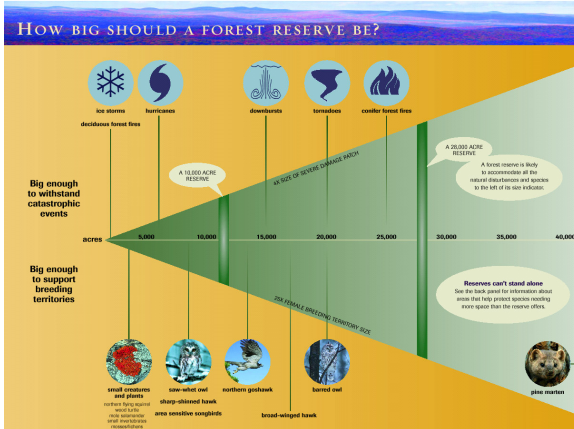 HOW BIG SHOULD A FOREST RESERVE BE?
ice storms
hurricanes
downbursts
tornadoes
conifer forest fires
deciduous forest fires
Big enough
to withstand
catastrophic
events
A 10,000 ACRE
RESERVE
4X SIZE OF SEVERE DAMAGE PATCH
A 28,000 ACRE
RESERVE
A forest reserve is likely
to accommodate all the
natural disturbances and species
to the left of its size indicator.
acres
5,000
10,000
15,000
20,000
25,000
30,000
35,000
40,000
Big enough
to support
breeding
territories
25X FEMALE BREEDING TERRITORY SIZE
Reserves can't stand alone
See the back panel for information about
areas that help protect species needing
more space than the reserve offers.
small creatures
and plants
northern flying squirrel
wood turtle
mole salamander
small invertebrates
mosses/lichens
saw-whet owl
sharp-shinned hawk
area sensitive songbirds
northern goshawk
broad-winged hawk
barred owl
pine marten